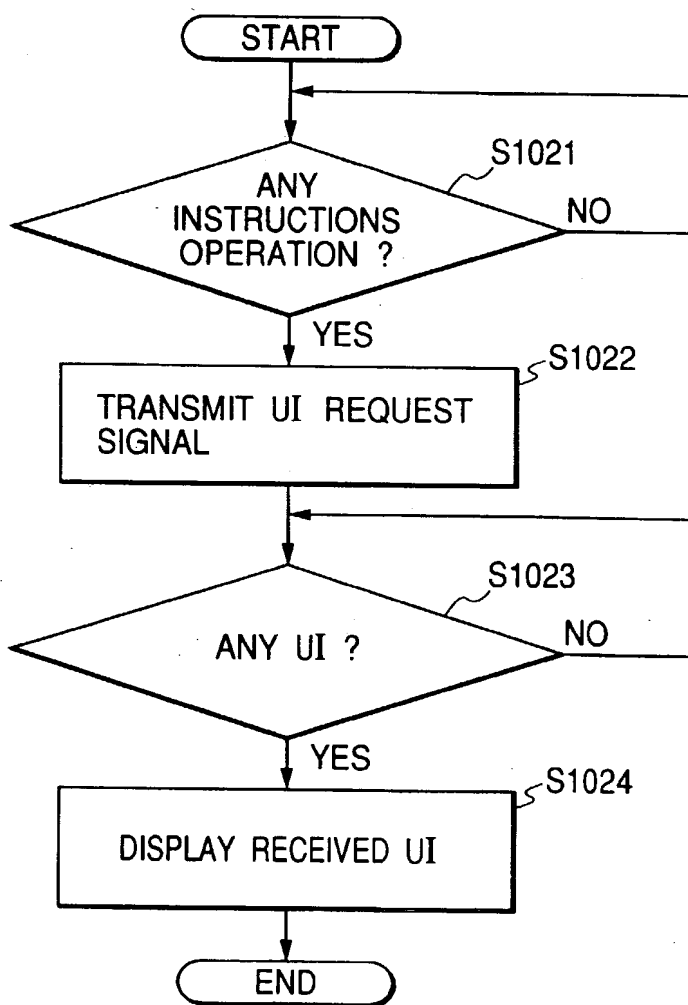 START
S1021
ANY
INSTRUCTIONS
OPERATION ?
NO
YES
S1022
TRANSMIT UI REQUEST
SIGNAL
S1023
ANY UI ?
NO
YES
S1024
DISPLAY RECEIVED UI
END